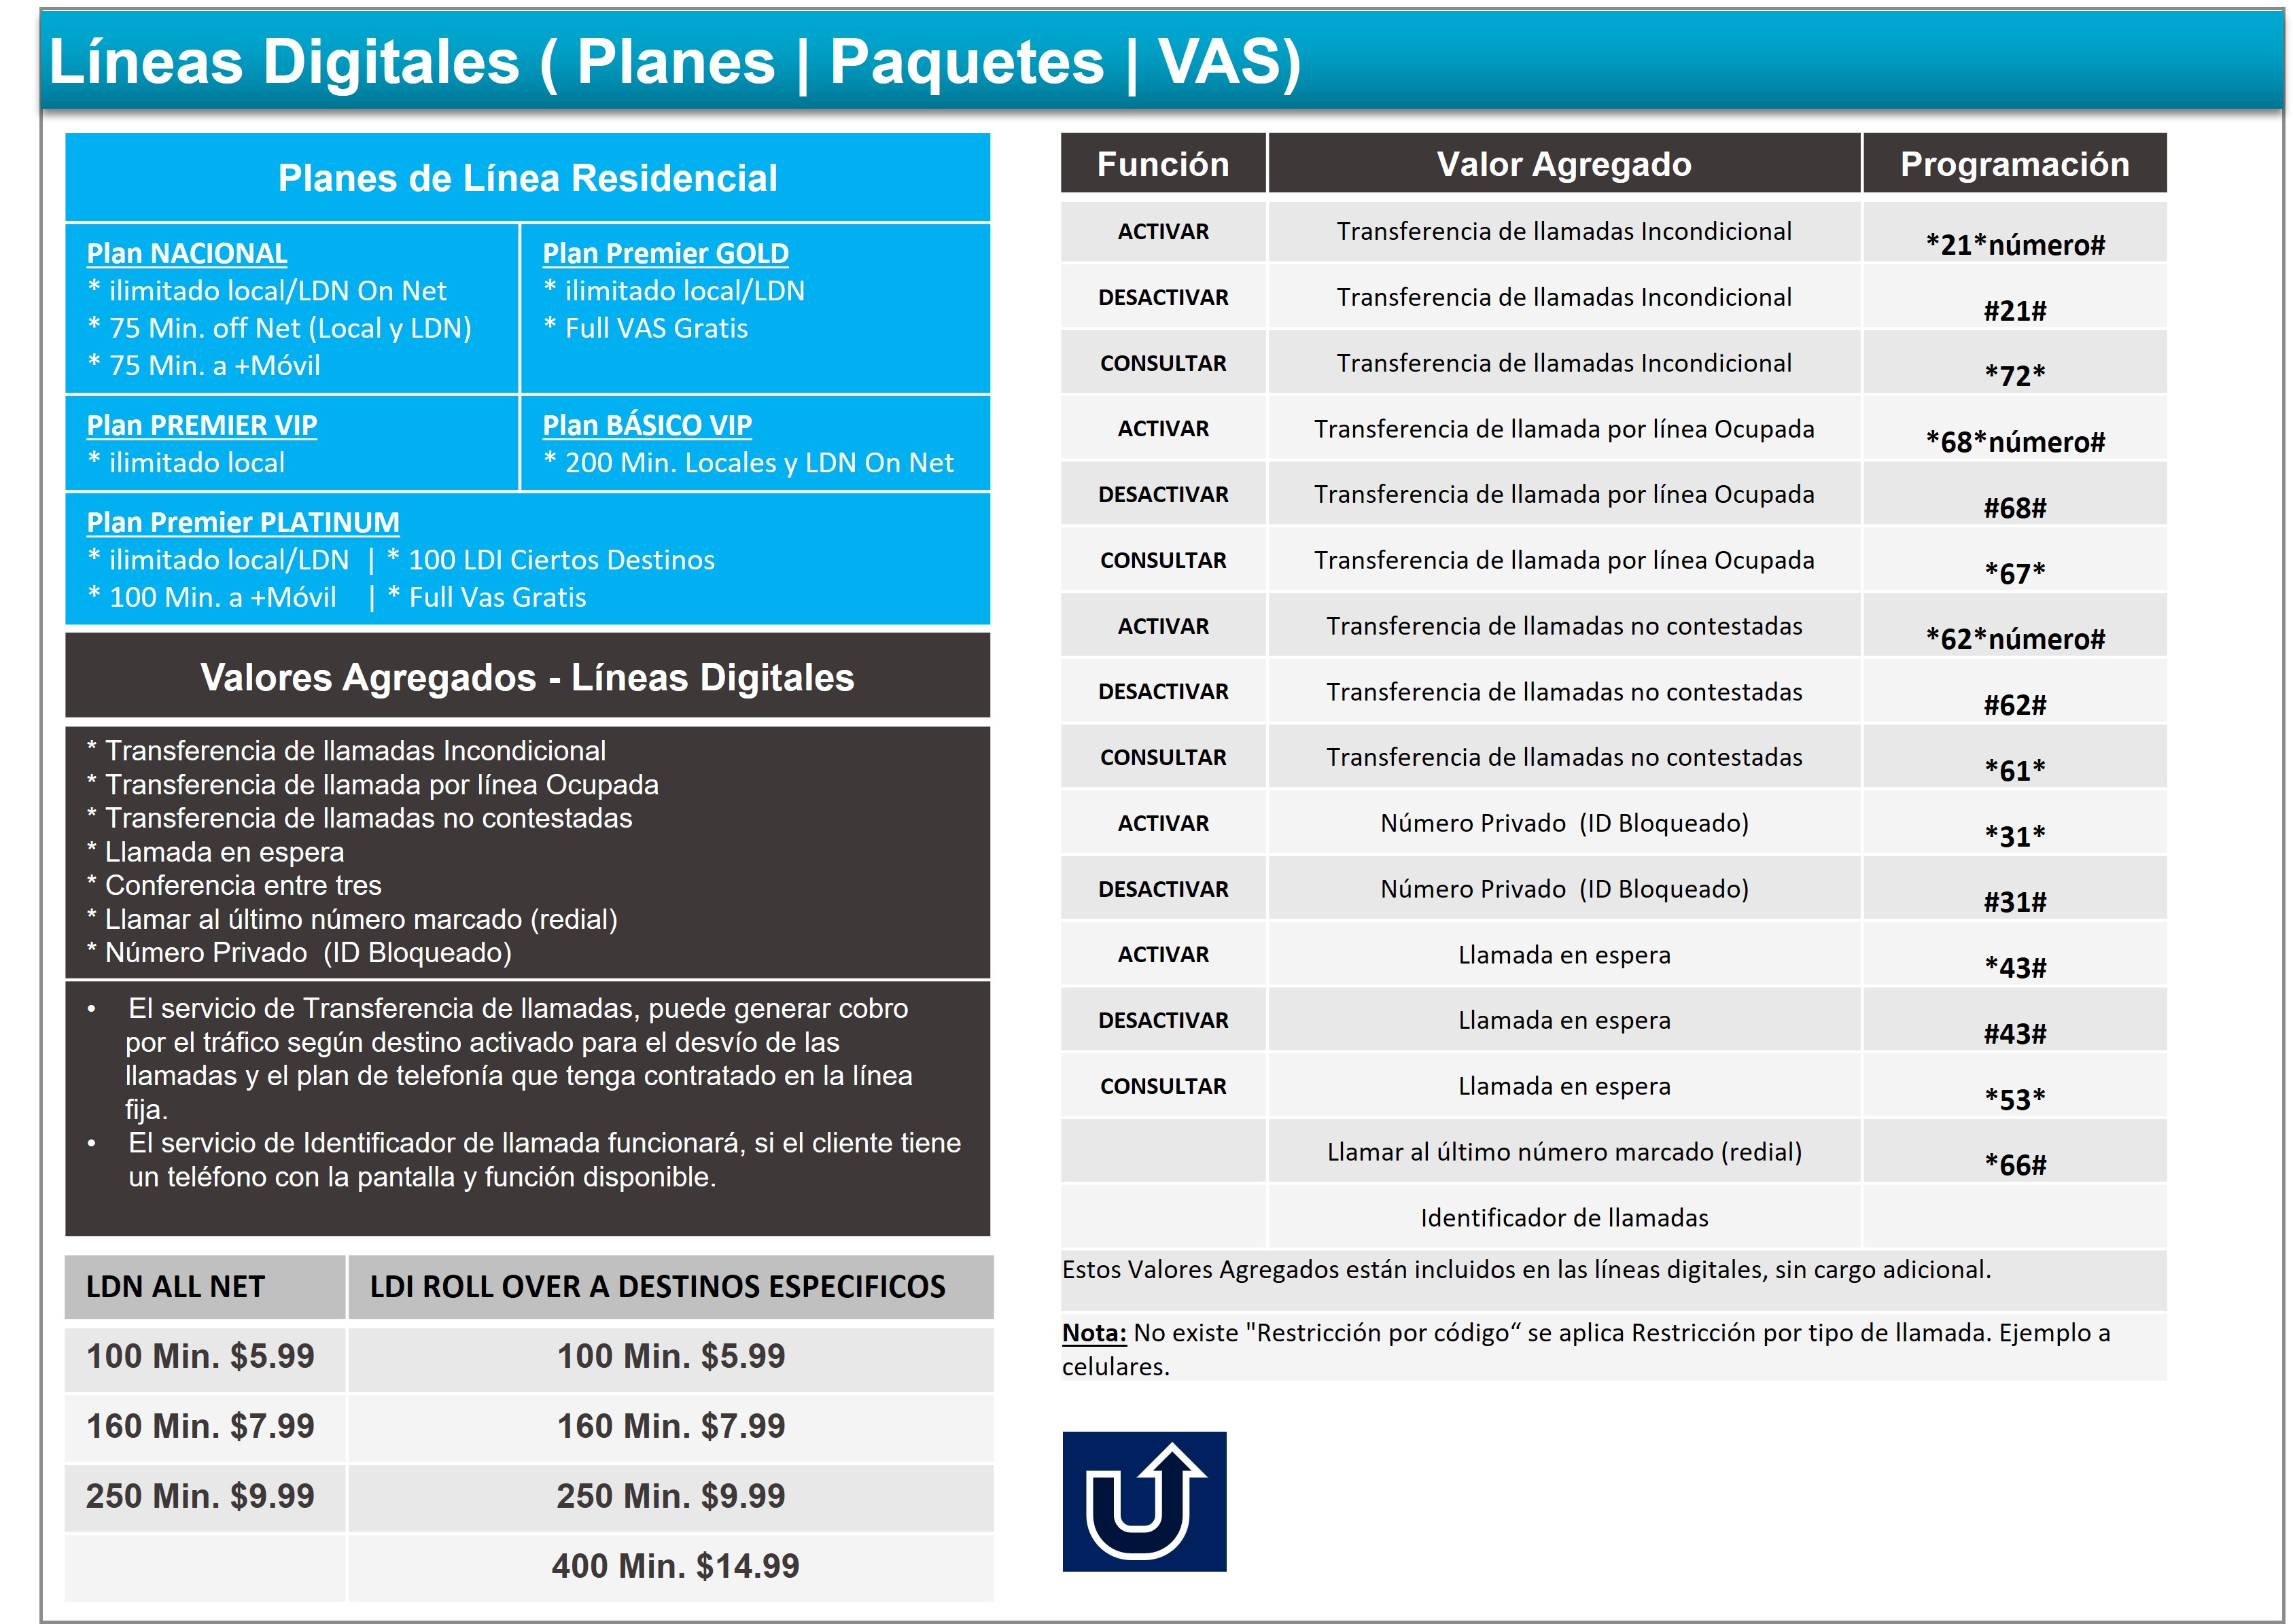 Líneas Digitales ( Planes | Paquetes | VAS)
Planes de Línea Residencial
Plan NACIONAL
* ilimitado local/LDN On Net
* 75 Min. off Net (Local y LDN)
* 75 Min. a +Móvil
Plan Premier GOLD
* ilimitado local/LDN
* Full VAS Gratis
Plan PREMIER VIP
* ilimitado local
Plan BÁSICO VIP
* 200 Min. Locales y LDN On Net
Plan Premier PLATINUM
* ilimitado local/LDN | * 100 LDI Ciertos Destinos
* 100 Min. a +Móvil | * Full Vas Gratis
Valores Agregados - Líneas Digitales
* Transferencia de llamadas Incondicional
* Transferencia de llamada por línea Ocupada
* Transferencia de llamadas no contestadas
* Llamada en espera
* Conferencia entre tres
* Llamar al último número marcado (redial)
* Número Privado (ID Bloqueado)
• El servicio de Transferencia de llamadas, puede generar cobro
por el tráfico según destino activado para el desvío de las
llamadas y el plan de telefonía que tenga contratado en la línea
fija.
• El servicio de Identificador de llamada funcionará, si el cliente tiene
un teléfono con la pantalla y función disponible.
LDN ALL NET LDI ROLL OVER A DESTINOS ESPECIFICOS
100 Min. $5.99 100 Min. $5.99
160 Min. $7.99 160 Min. $7.99
250 Min. $9.99 250 Min. $9.99
400 Min. $14.99
Función Valor Agregado Programación
ACTIVAR Transferencia de llamadas Incondicional *21*número#
DESACTIVAR Transferencia de llamadas Incondicional #21#
CONSULTAR Transferencia de llamadas Incondicional *72*
ACTIVAR Transferencia de llamada por línea Ocupada *68*número#
DESACTIVAR Transferencia de llamada por línea Ocupada #68#
CONSULTAR Transferencia de llamada por línea Ocupada *67*
ACTIVAR Transferencia de llamadas no contestadas *62*número#
DESACTIVAR Transferencia de llamadas no contestadas #62#
CONSULTAR Transferencia de llamadas no contestadas *61*
ACTIVAR Número Privado (ID Bloqueado) *31*
DESACTIVAR Número Privado (ID Bloqueado) #31#
ACTIVAR Llamada en espera *43#
DESACTIVAR Llamada en espera #43#
CONSULTAR Llamada en espera *53*
Llamar al último número marcado (redial) *66#
Identificador de llamadas
Estos Valores Agregados están incluidos en las líneas digitales, sin cargo adicional.
Nota: No existe "Restricción por código“ se aplica Restricción por tipo de llamada. Ejemplo a
celulares.